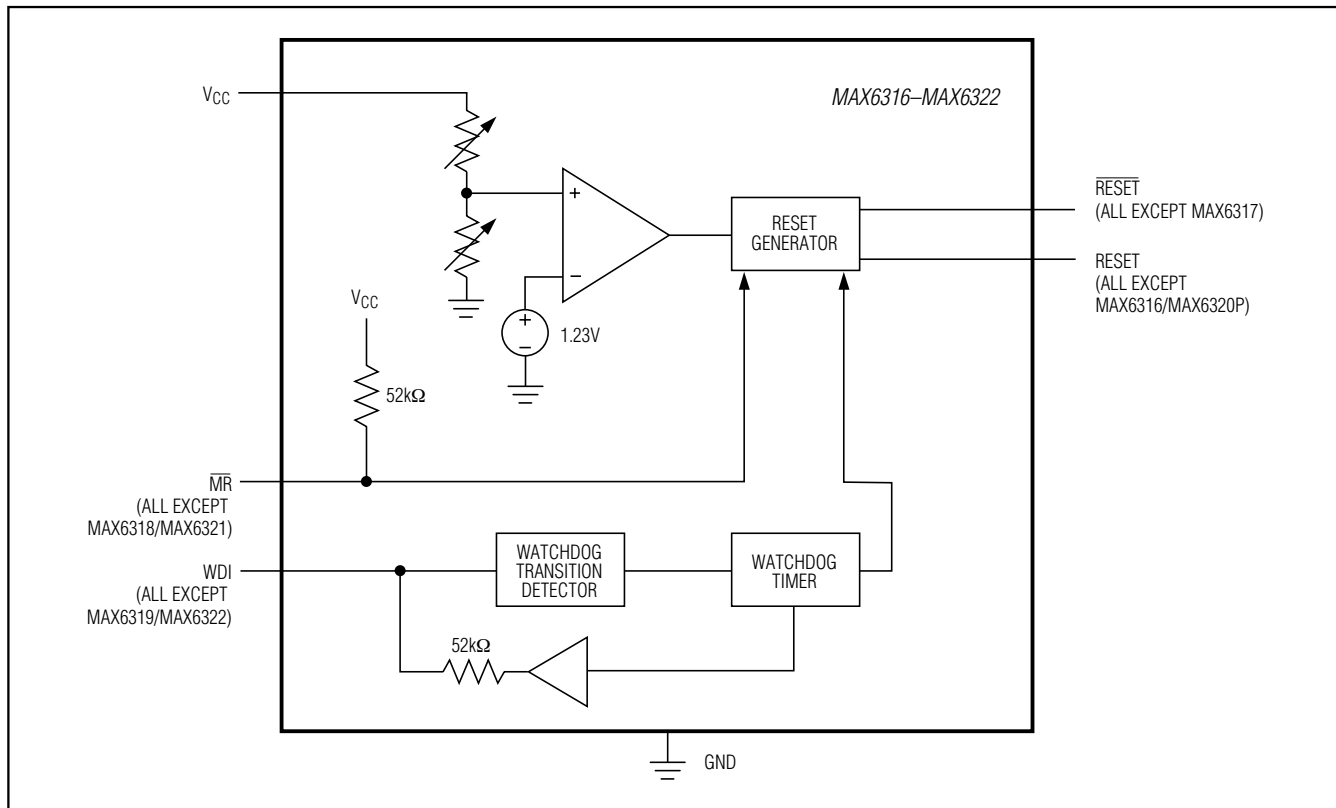 MAX6316–MAX6322
VCC
RESET
(ALL EXCEPT MAX6317)
RESET
GENERATOR
RESET
(ALL EXCEPT
MAX6316/MAX6320P)
+
−
+
−
1.23V
VCC
52kΩ
MR
(ALL EXCEPT
MAX6318/MAX6321)
WDI
(ALL EXCEPT
MAX6319/MAX6322)
WATCHDOG
TRANSITION
DETECTOR
WATCHDOG
TIMER
52kΩ
GND